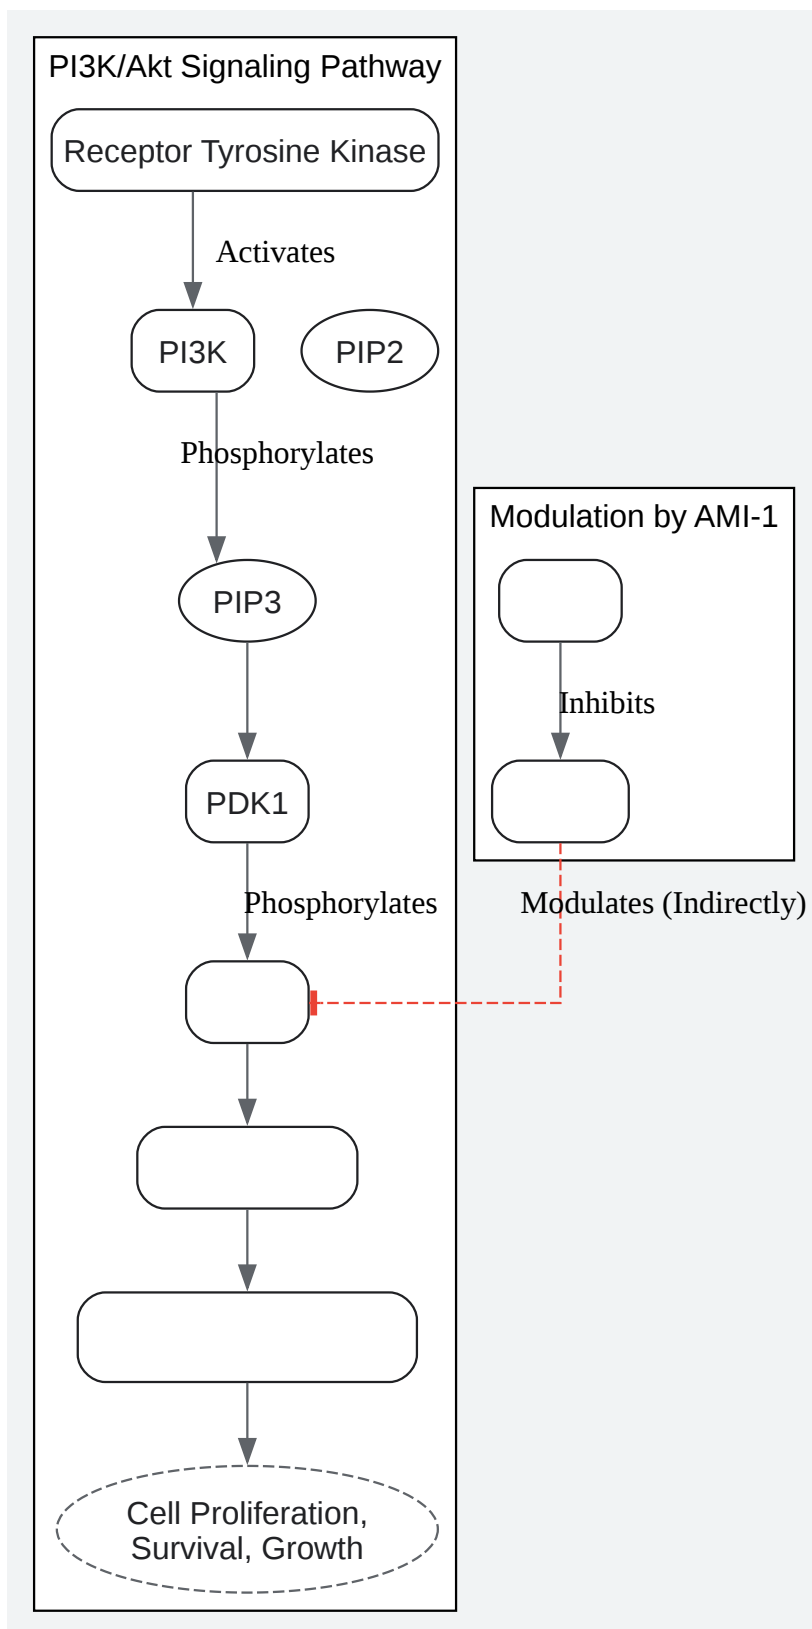 PI3K/Akt Signaling Pathway
Receptor Tyrosine Kinase
Activates
PI3K
PIP2
Phosphorylates
PIP3
Modulation by AMI-1
Inhibits
PDK1
Phosphorylates
Modulates (Indirectly)
Cell Proliferation,
Survival, Growth